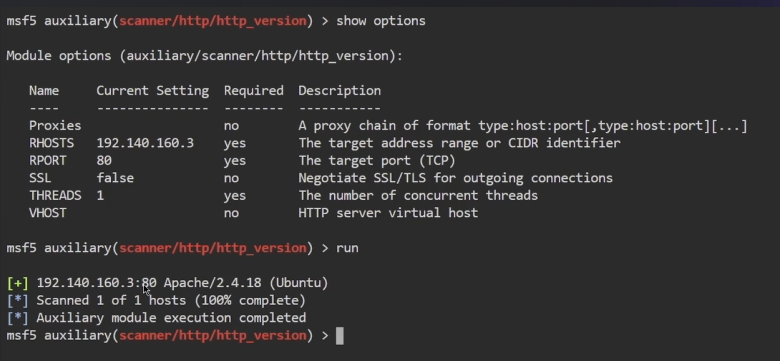 msf5 auxiliary(scanner/http/http_version) > show options
Module options (auxiliary/scanner/http/http_version):
Name Current Setting Required Description
---- --------------- -------- -----------
Proxies no A proxy chain of format type:host:port[,type:host:port][...]
RHOSTS 192.140.160.3 yes The target address range or CIDR identifier
RPORT 80 yes The target port (TCP)
SSL false no Negotiate SSL/TLS for outgoing connections
THREADS 1 yes The number of concurrent threads
VHOST no HTTP server virtual host
msf5 auxiliary(scanner/http/http_version) > run
[+] 192.140.160.3:80 Apache/2.4.18 (Ubuntu)
[*] Scanned 1 of 1 hosts (100% complete)
[*] Auxiliary module execution completed
msf5 auxiliary(scanner/http/http_version) >